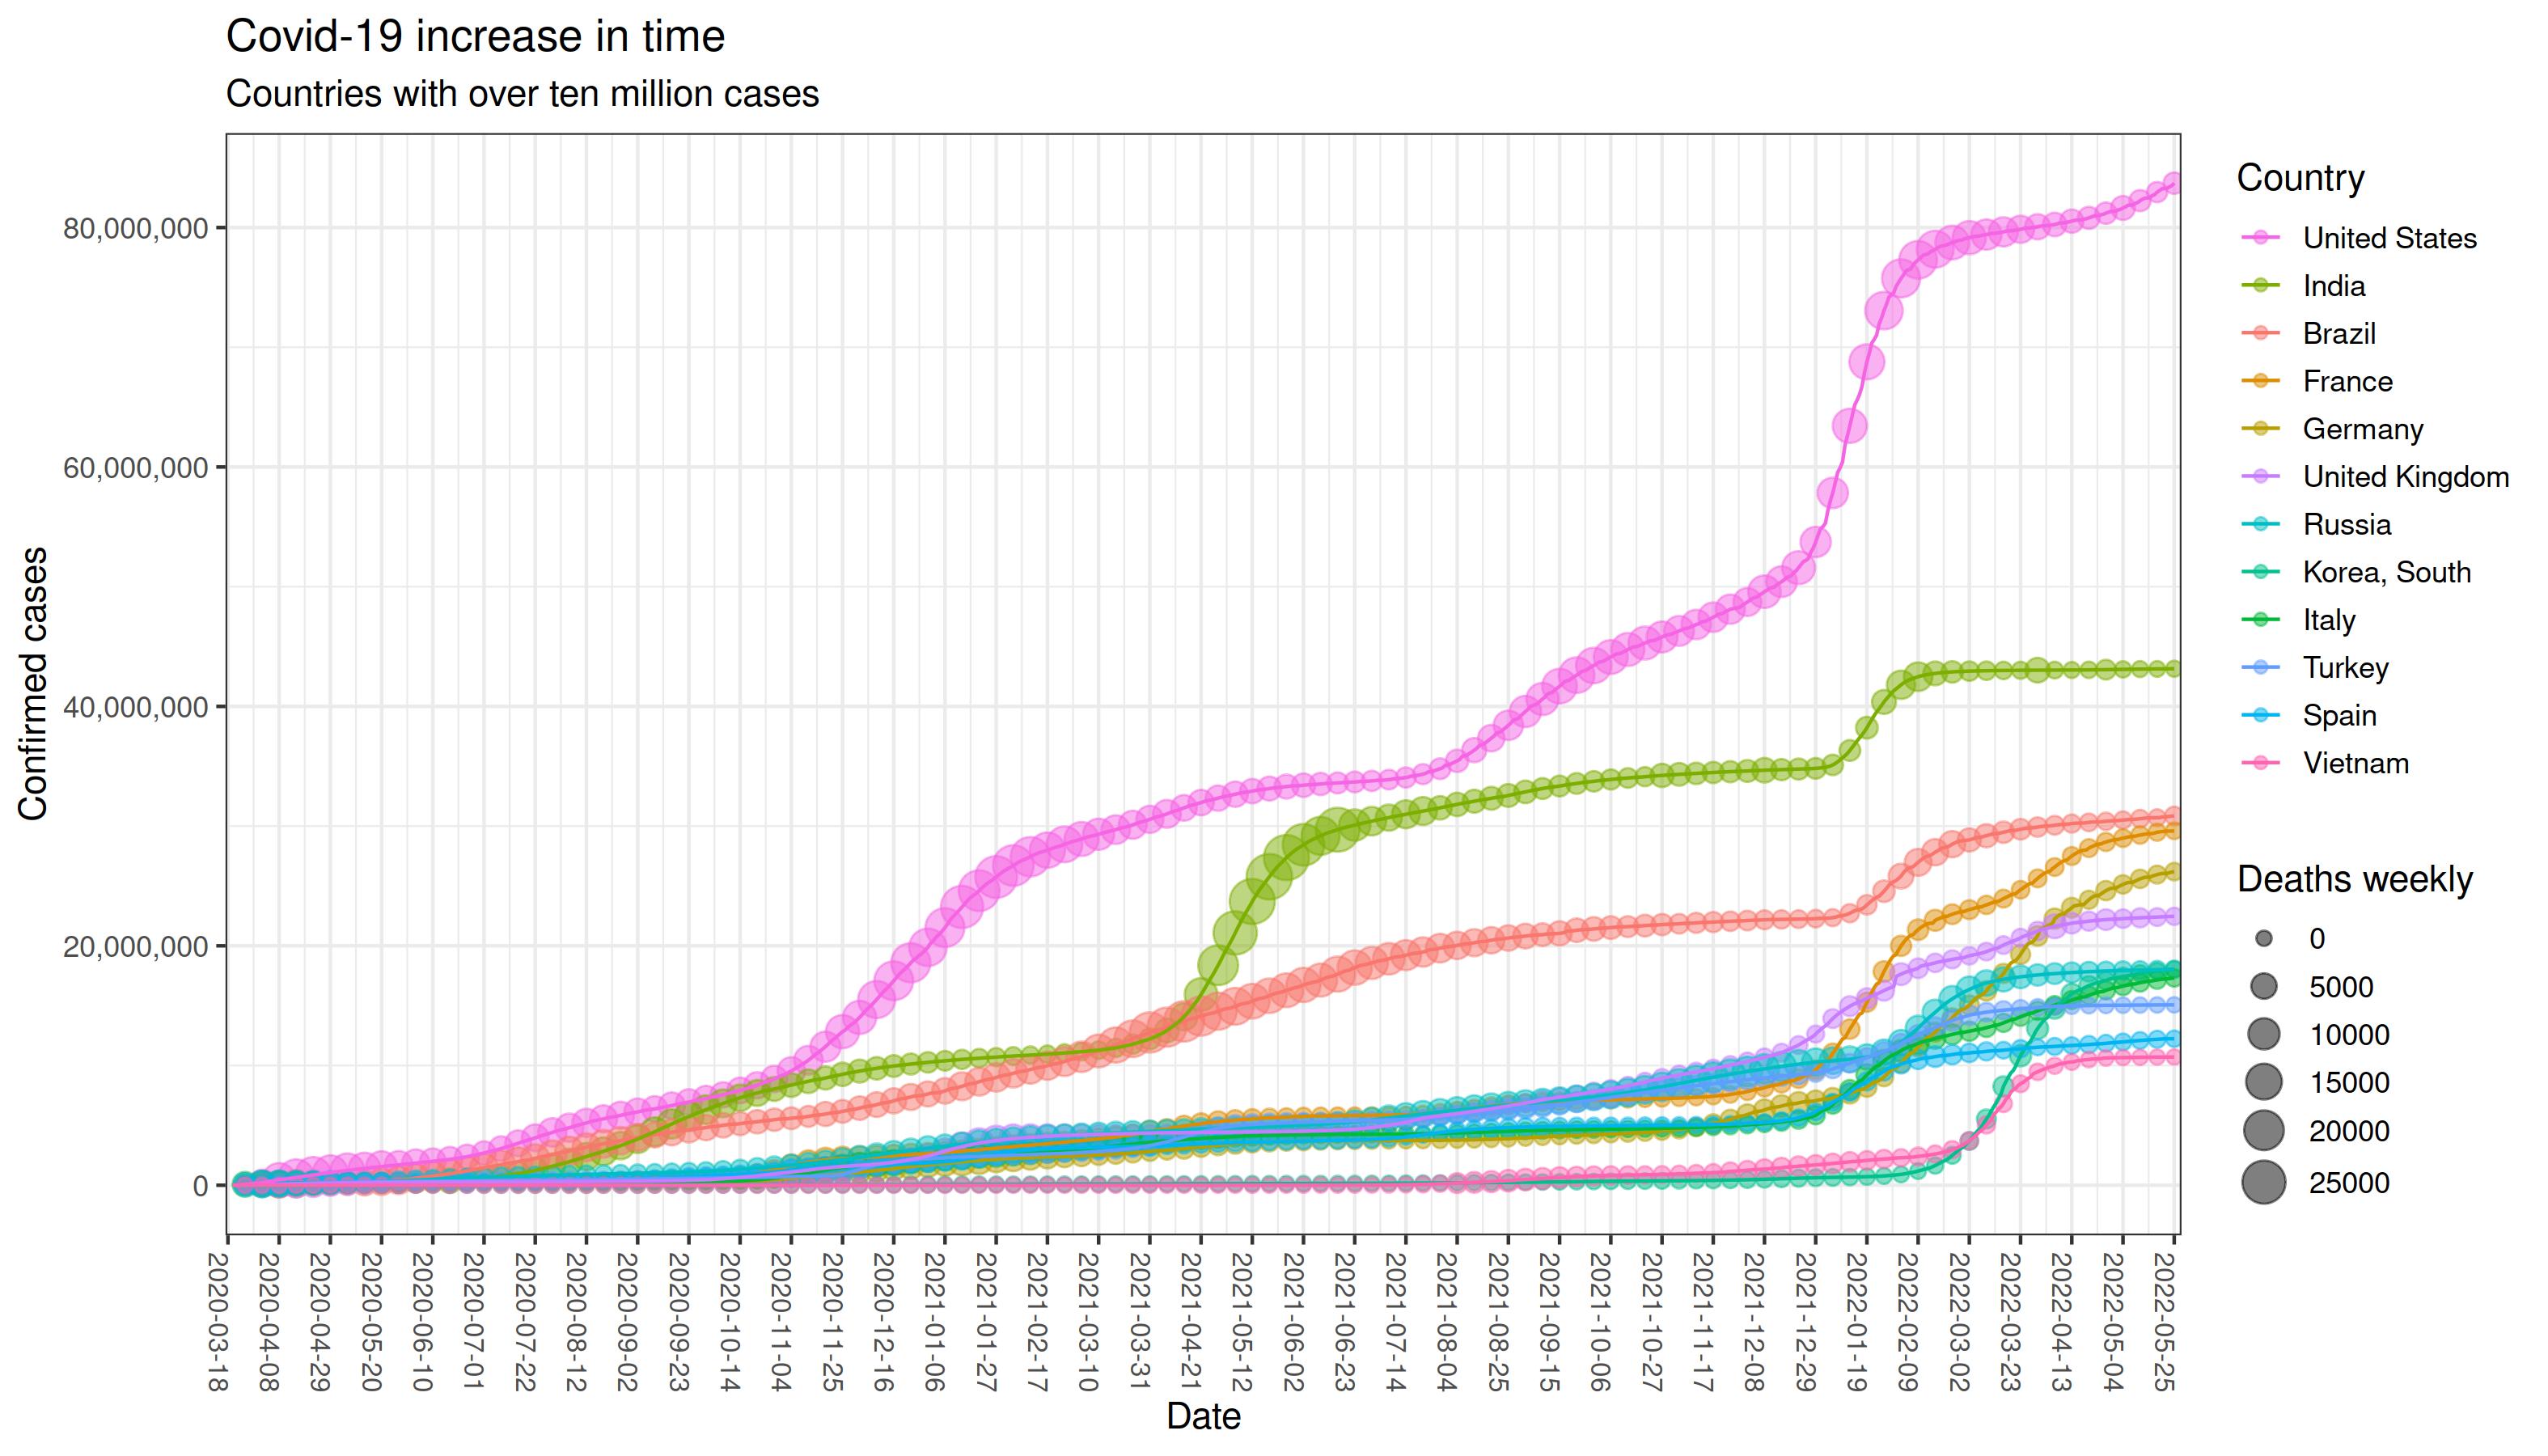 Covid-19 increase in time
Countries with over ten million cases
Confirmed cases
80,000,000
60,000,000
40,000,000
20,000,000
0
2020-03-18
2020-04-08
2020-04-29
2020-05-20
2020-06-10
2020-07-01
2020-07-22
2020-08-12
2020-09-02
2020-09-23
2020-10-14
2020-11-04
2020-11-25
2020-12-16
2021-01-06
2021-01-27
2021-02-17
2021-03-10
2021-03-31
2021-04-21
2021-05-12
2021-06-02
2021-06-23
2021-07-14
2021-08-04
2021-08-25
2021-09-15
2021-10-06
2021-10-27
2021-11-17
2021-12-08
2021-12-29
2022-01-19
2022-02-09
2022-03-02
2022-03-23
2022-04-13
2022-05-04
2022-05-25
Date
Country
United States
India
Brazil
France
Germany
United Kingdom
Russia
Korea, South
Italy
Turkey
Spain
Vietnam
Deaths weekly
0
5000
10000
15000
20000
25000